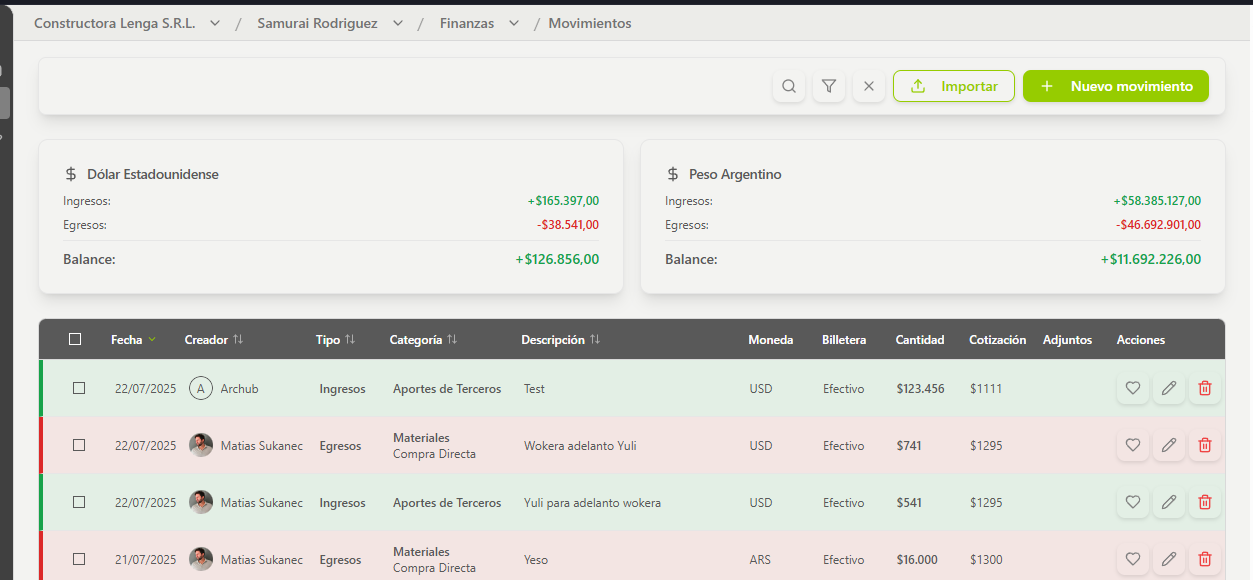 Constructora Lenga S.R.L. / Samurai Rodriguez / Finanzas / Movimientos
Importar + Nuevo movimiento
$ Dólar Estadounidense
Ingresos: +$165.397,00
Egresos: -$38.541,00
Balance: +$126.856,00
$ Peso Argentino
Ingresos: +$58.385.127,00
Egresos: -$46.692.901,00
Balance: +$11.692.226,00
Fecha Creador Tipo Categoría Descripción Moneda Billetera Cantidad Cotización Adjuntos Acciones
22/07/2025 A Archub Ingresos Aportes de Terceros Test USD Efectivo $123.456 $1111
22/07/2025 Matias Sukanec Egresos Materiales Compra Directa Wokera adelanto Yuli USD Efectivo $741 $1295
22/07/2025 Matias Sukanec Ingresos Aportes de Terceros Yuli para adelanto wokera USD Efectivo $541 $1295
21/07/2025 Matias Sukanec Egresos Materiales Compra Directa Yeso ARS Efectivo $16.000 $1300